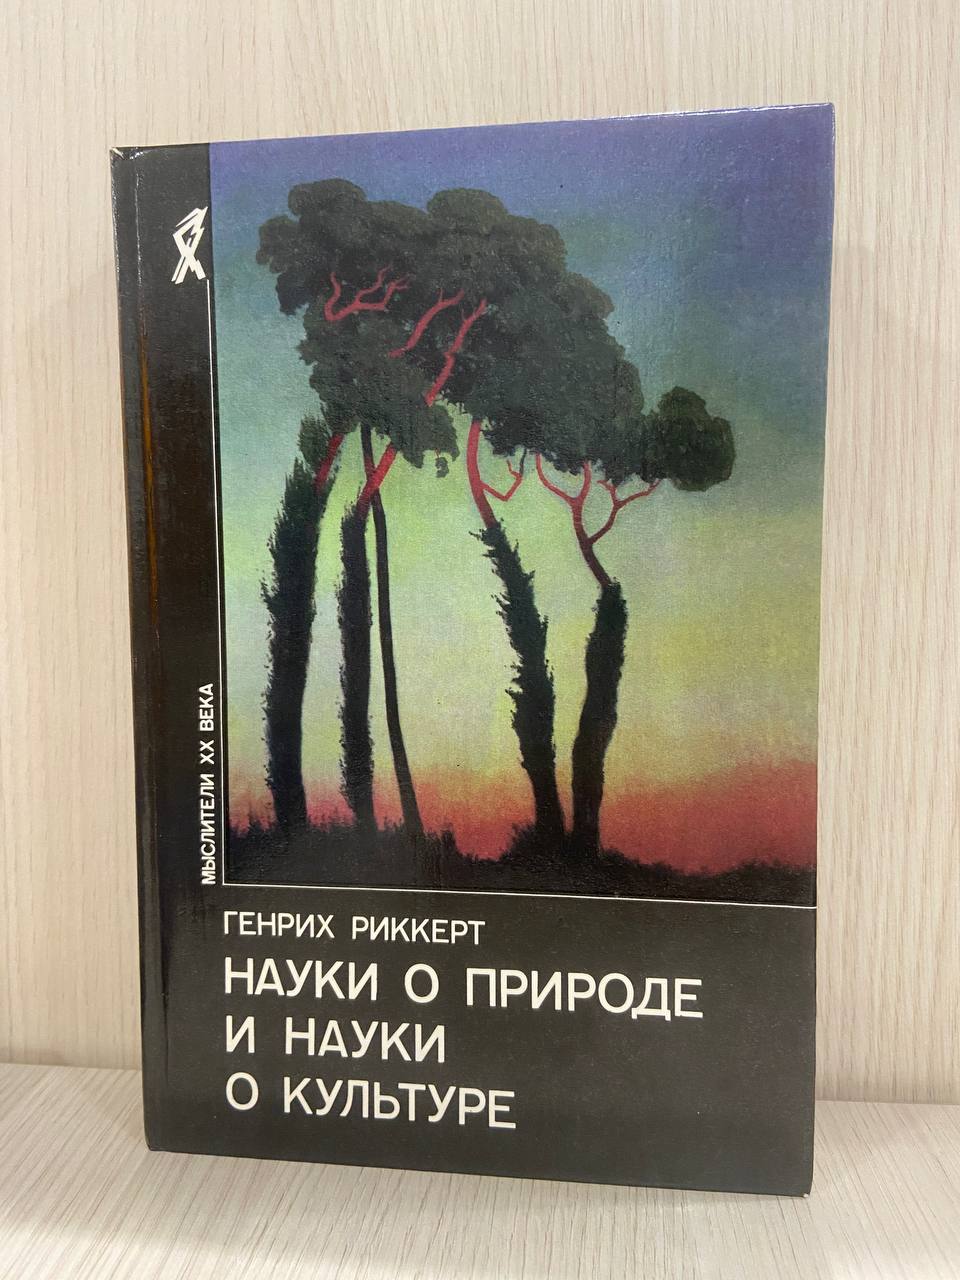 МЫСЛИТЕЛИ XX ВЕКА
ГЕНРИХ РИККЕРТ
НАУКИ О ПРИРОДЕ
И НАУКИ
О КУЛЬТУРЕ